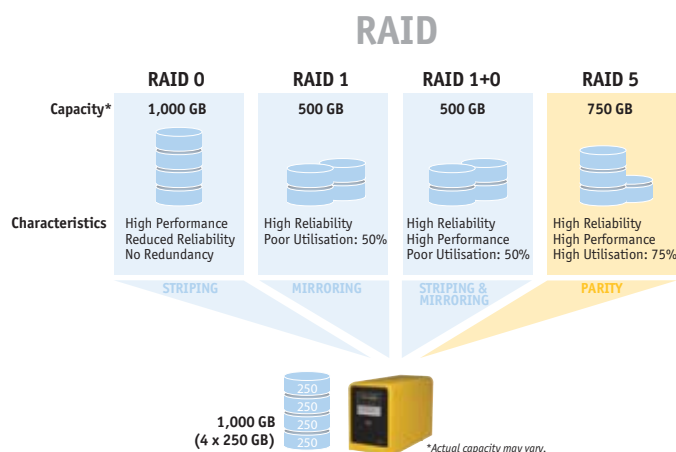 RAID
RAID 0
RAID 1
RAID 1+0
RAID 5
Capacity*
1,000 GB
500 GB
500 GB
750 GB
Characteristics
High Performance
Reduced Reliability
No Redundancy
High Reliability
Poor Utilisation: 50%
High Reliability
High Performance
Poor Utilisation: 50%
High Reliability
High Performance
High Utilisation: 75%
STRIPING
MIRRORING
STRIPING &
MIRRORING
PARITY
250
250
250
250
1,000 GB
(4 x 250 GB)
*Actual capacity may vary.